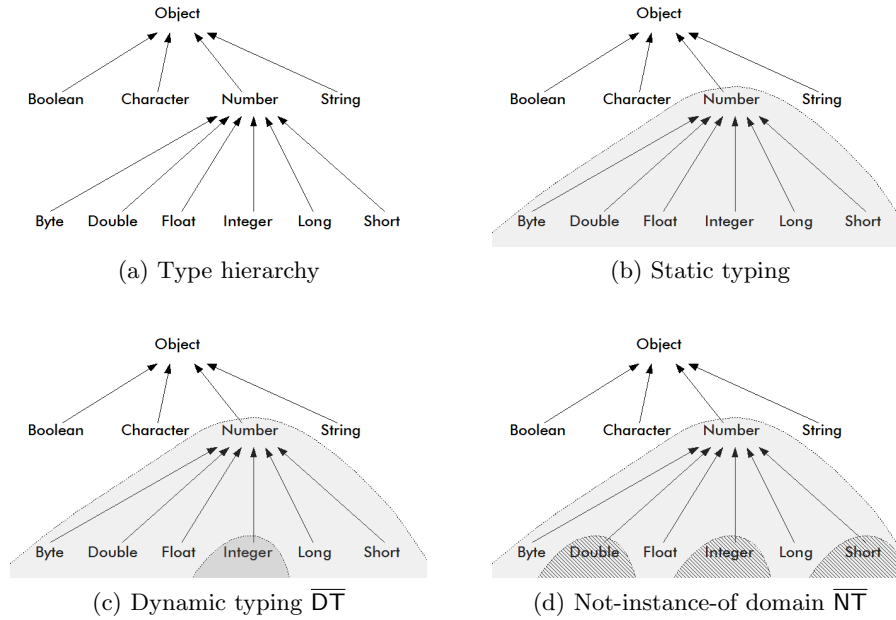 Object
Object
Boolean Character Number String
Boolean Character Number String
Byte Double Float Integer Long Short
Byte Double Float Integer Long Short
(a) Type hierarchy
(b) Static typing
Object
Object
Boolean Character Number String
Boolean Character Number String
Byte Double Float Integer Long Short
Byte Double Float Integer Long Short
(c) Dynamic typing D̅T̅
(d) Not-instance-of domain N̅T̅